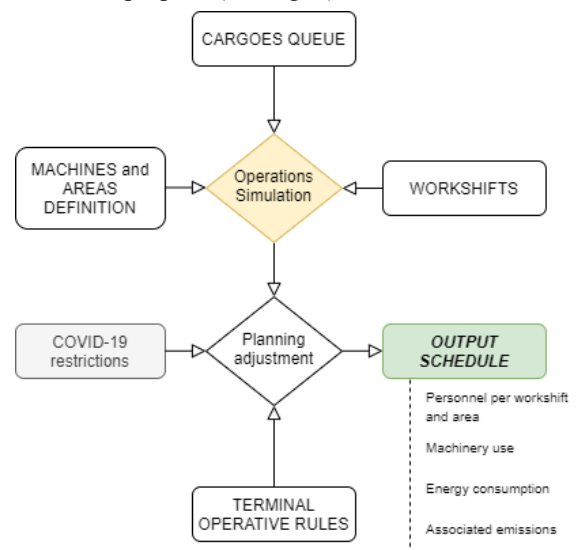 CARGOES QUEUE
MACHINES and
AREAS
DEFINITION
Operations
Simulation
WORKSHIFTS
COVID-19
restrictions
Planning
adjustment
OUTPUT
SCHEDULE
Personnel per workshift
and area
Machinery use
Energy consumption
Associated emissions
TERMINAL
OPERATIVE RULES